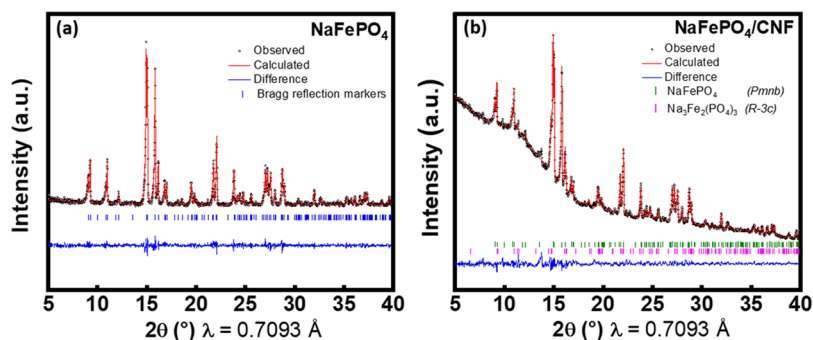 (a)
NaFePO₄
Observed
Calculated
Difference
Bragg reflection markers
Intensity (a.u.)
5 10 15 20 25 30 35 40
2θ (°) λ = 0.7093 Å
(b)
NaFePO₄/CNF
Observed
Calculated
Difference
NaFePO₄ (Pmnb)
Na₃Fe₂(PO₄)₃ (R-3c)
Intensity (a.u.)
5 10 15 20 25 30 35 40
2θ (°) λ = 0.7093 Å